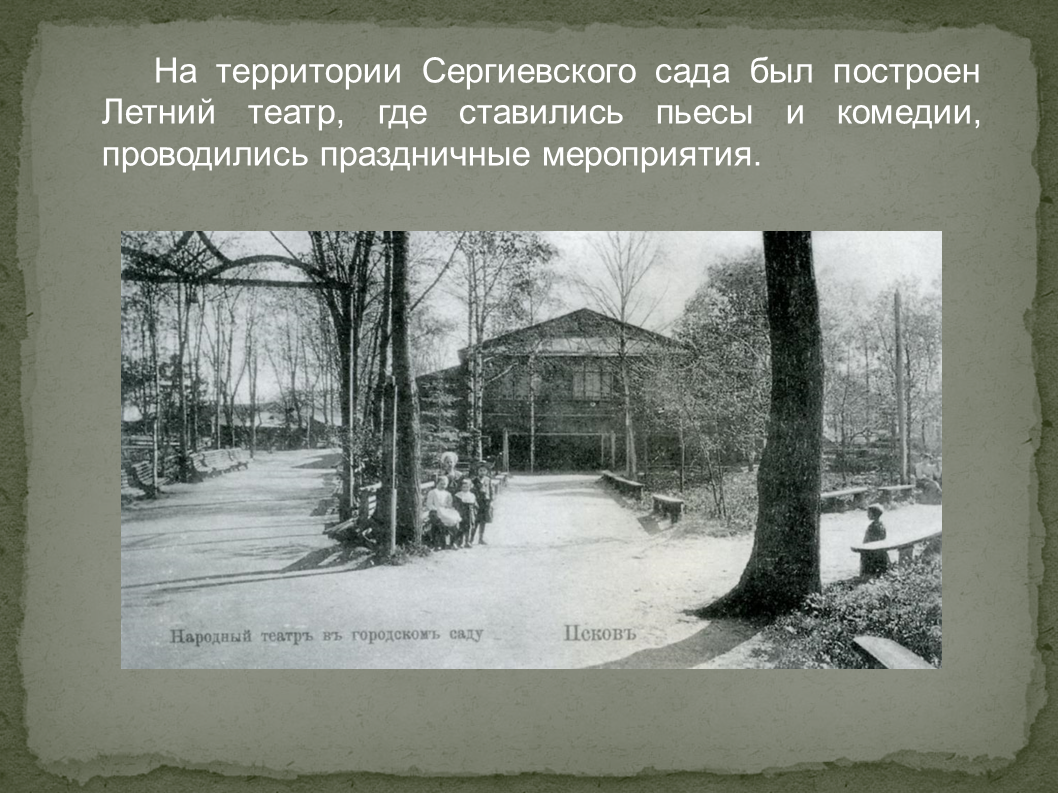 На территории Сергиевского сада был построен
Летний театр, где ставились пьесы и комедии,
проводились праздничные мероприятия.
Народный театръ въ городскомъ саду Псковъ